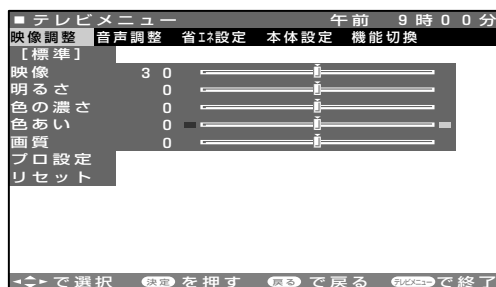 ■ テレビメニュー 午前 9時00分
映像調整 音声調整 省エネ設定 本体設定 機能切換
[標準]
映像 30
明るさ 0
色の濃さ 0
色あい 0
画質 0
プロ設定
リセット
で選択 決定 を押す 戻る で戻る テレビメニュー で終了